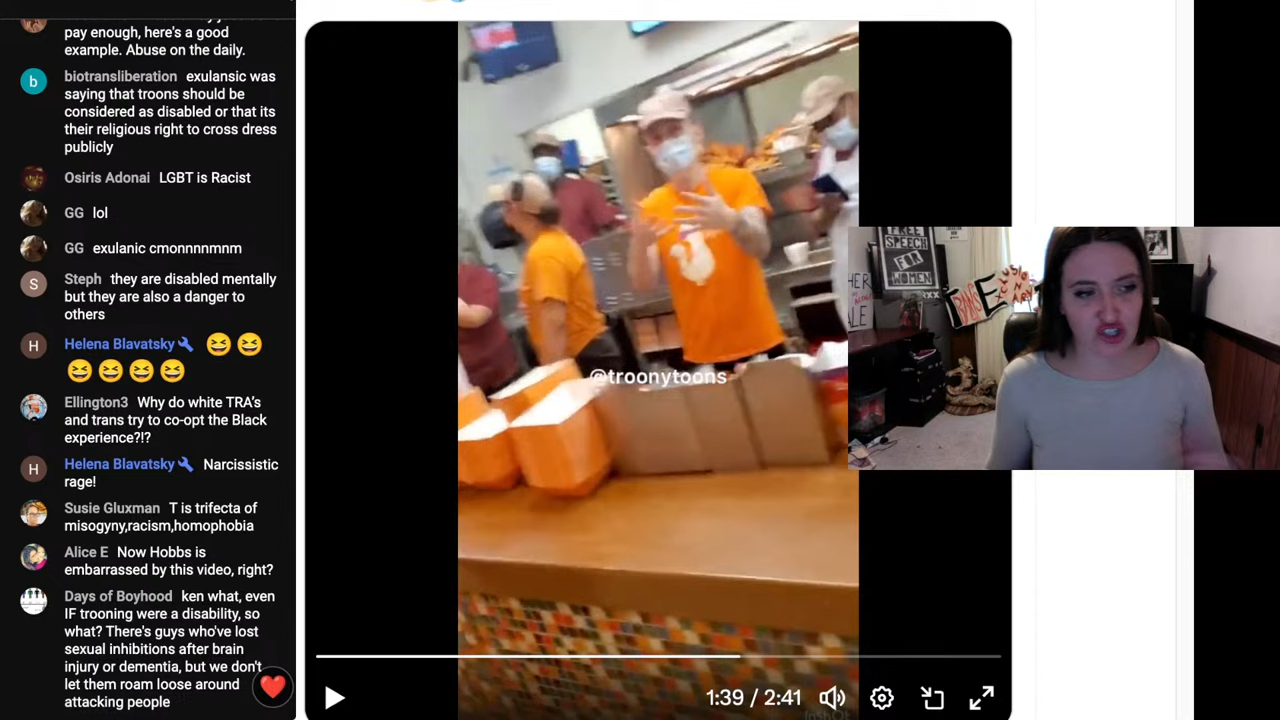 pay enough, here's a good
example. Abuse on the daily.
b
biotransliberation exulansic was
saying that troons should be
considered as disabled or that its
their religious right to cross dress
publicly
Osiris Adonai LGBT is Racist
GG lol
GG exulanic cmonnnnmnm
S
Steph they are disabled mentally
but they are also a danger to
others
H
Helena Blavatsky 😆 😆
😆 😆 😆 😆
Ellington3 Why do white TRA's
and trans try to co-opt the Black
experience?!?
H
Helena Blavatsky Narcissistic
rage!
Susie Gluxman T is trifecta of
misogyny,racism,homophobia
Alice E Now Hobbs is
embarrassed by this video, right?
Days of Boyhood ken what, even
IF trooning were a disability, so
what? There's guys who've lost
sexual inhibitions after brain
injury or dementia, but we don't
let them roam loose around
attacking people
@troonytoons
1:39 / 2:41
FREE
SPEECH
FOR
WOMEN